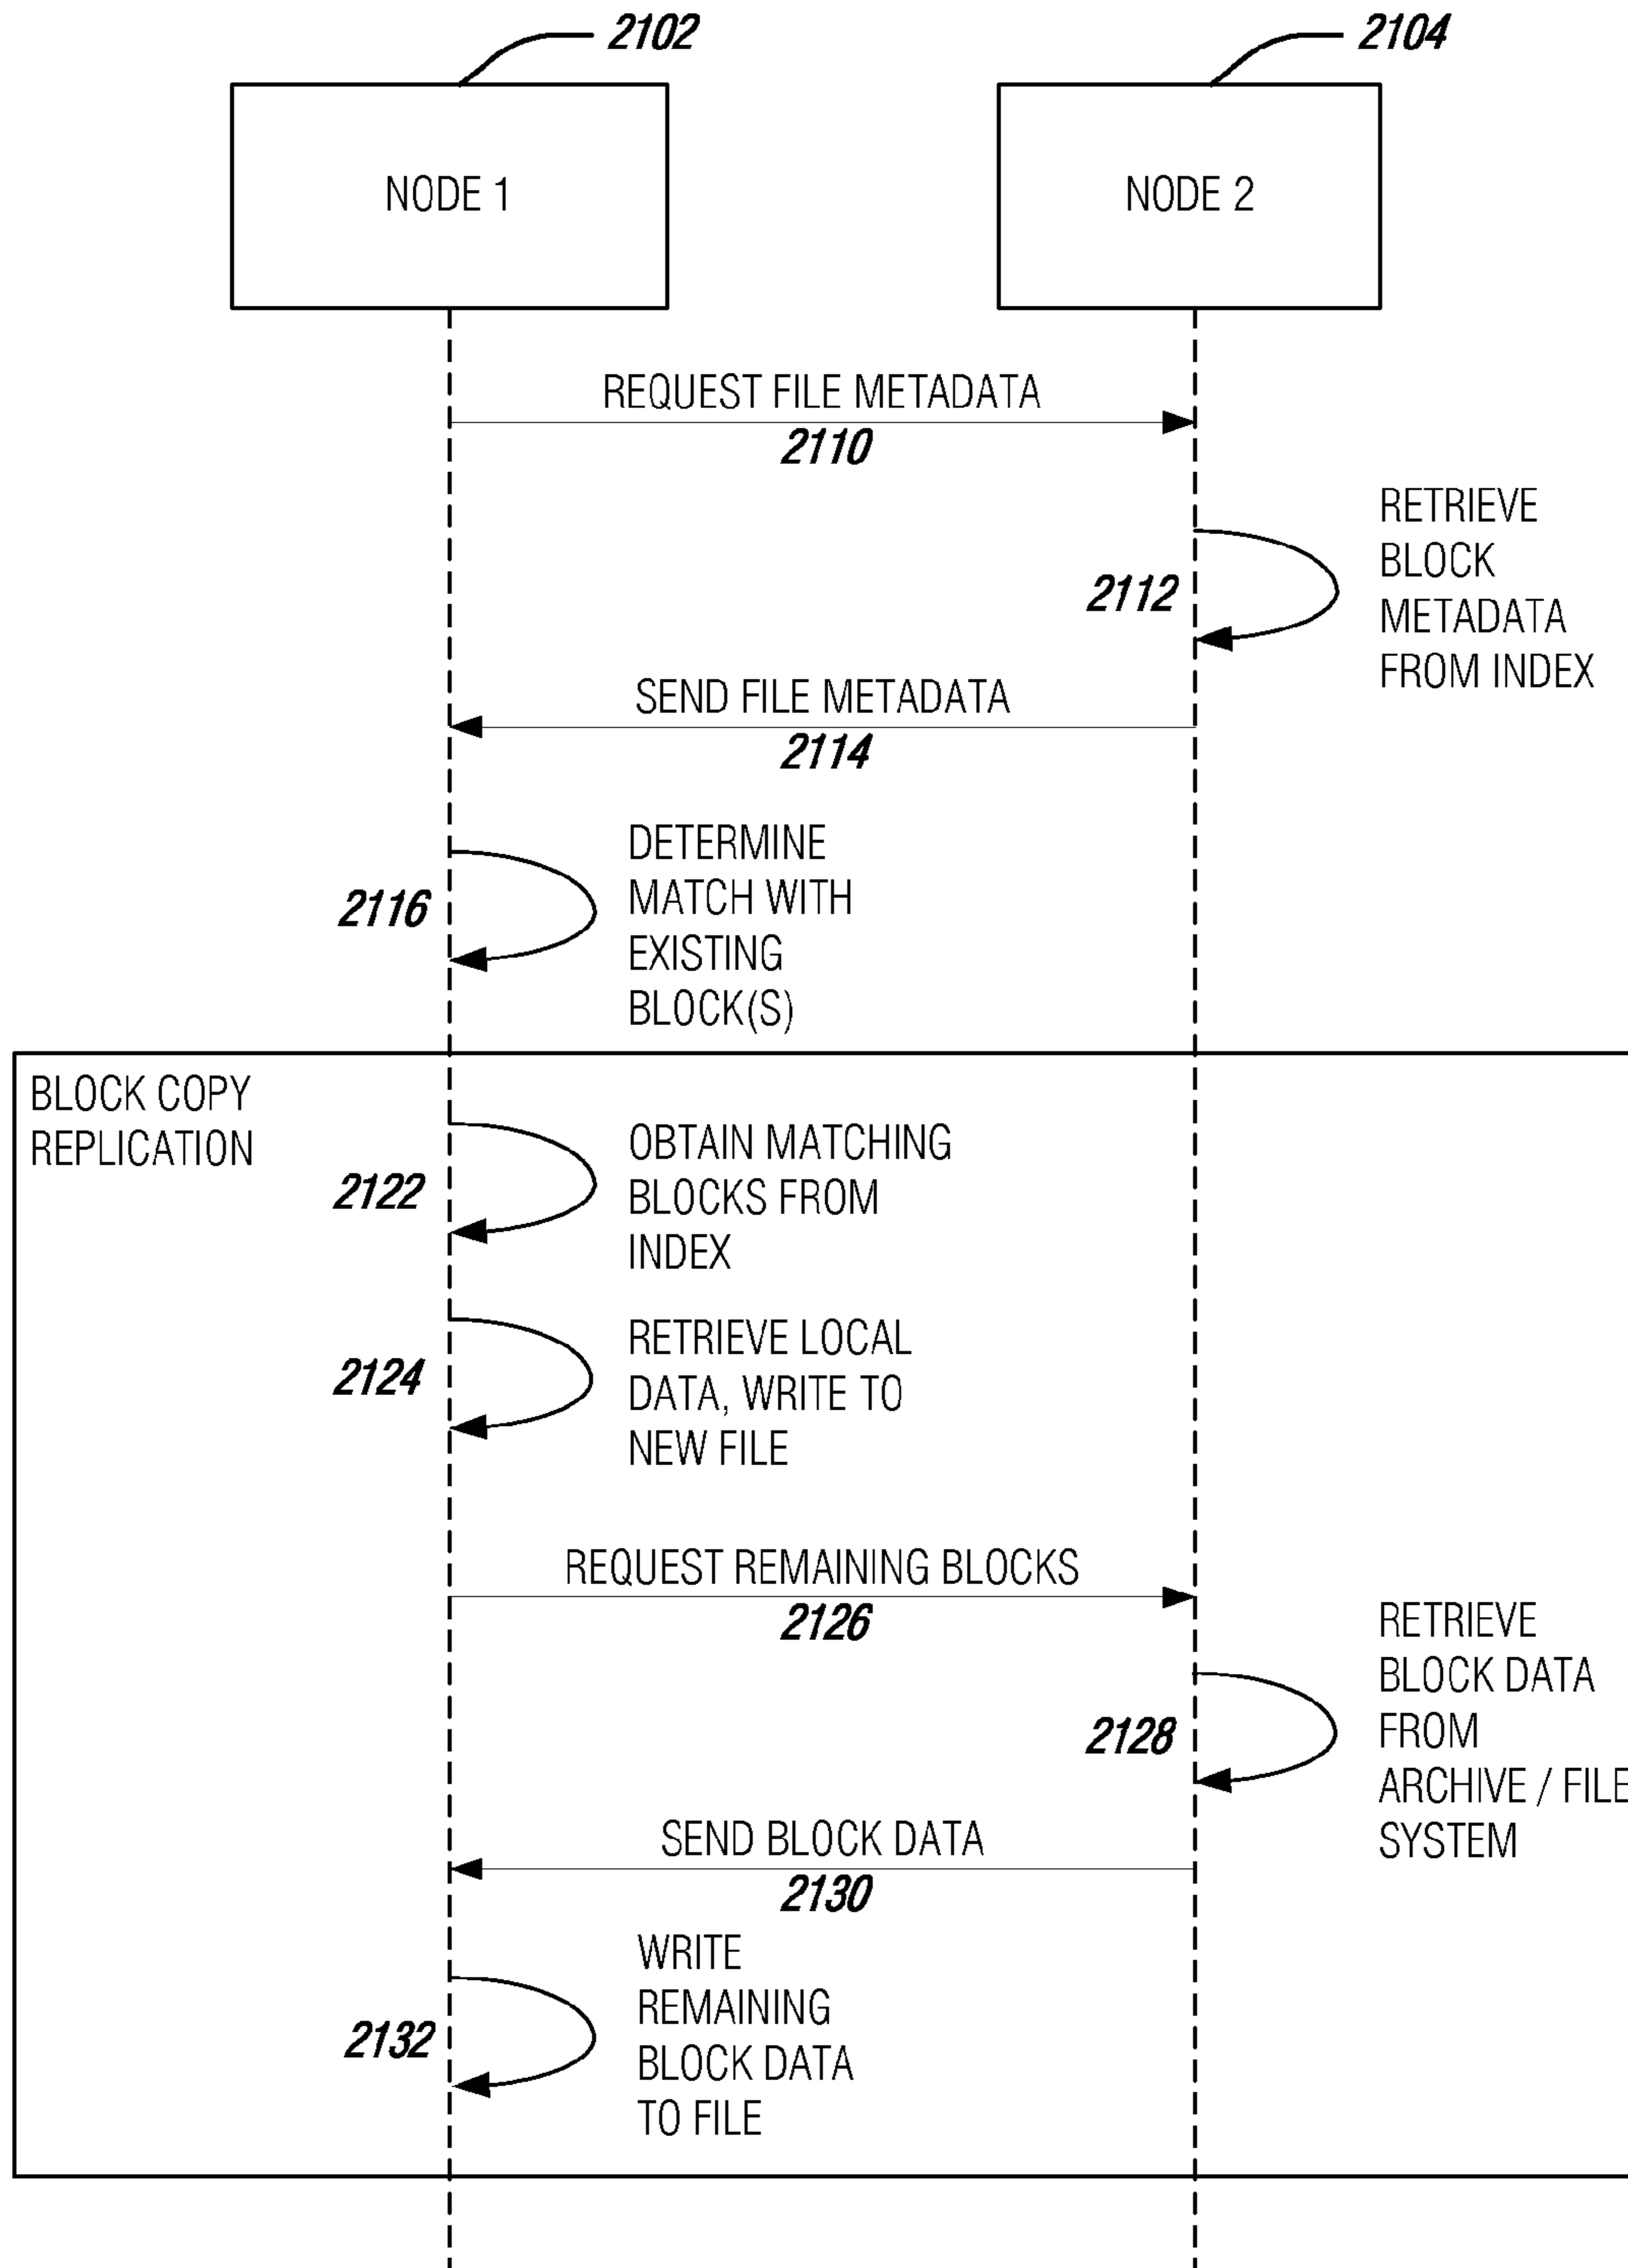 2102
2104
NODE 1
NODE 2
REQUEST FILE METADATA
2110
RETRIEVE
BLOCK
METADATA
FROM INDEX
2112
SEND FILE METADATA
2114
DETERMINE
MATCH WITH
EXISTING
BLOCK(S)
2116
BLOCK COPY
REPLICATION
OBTAIN MATCHING
BLOCKS FROM
INDEX
2122
RETRIEVE LOCAL
DATA, WRITE TO
NEW FILE
2124
REQUEST REMAINING BLOCKS
2126
RETRIEVE
BLOCK DATA
FROM
ARCHIVE / FILE
SYSTEM
2128
SEND BLOCK DATA
2130
WRITE
REMAINING
BLOCK DATA
TO FILE
2132